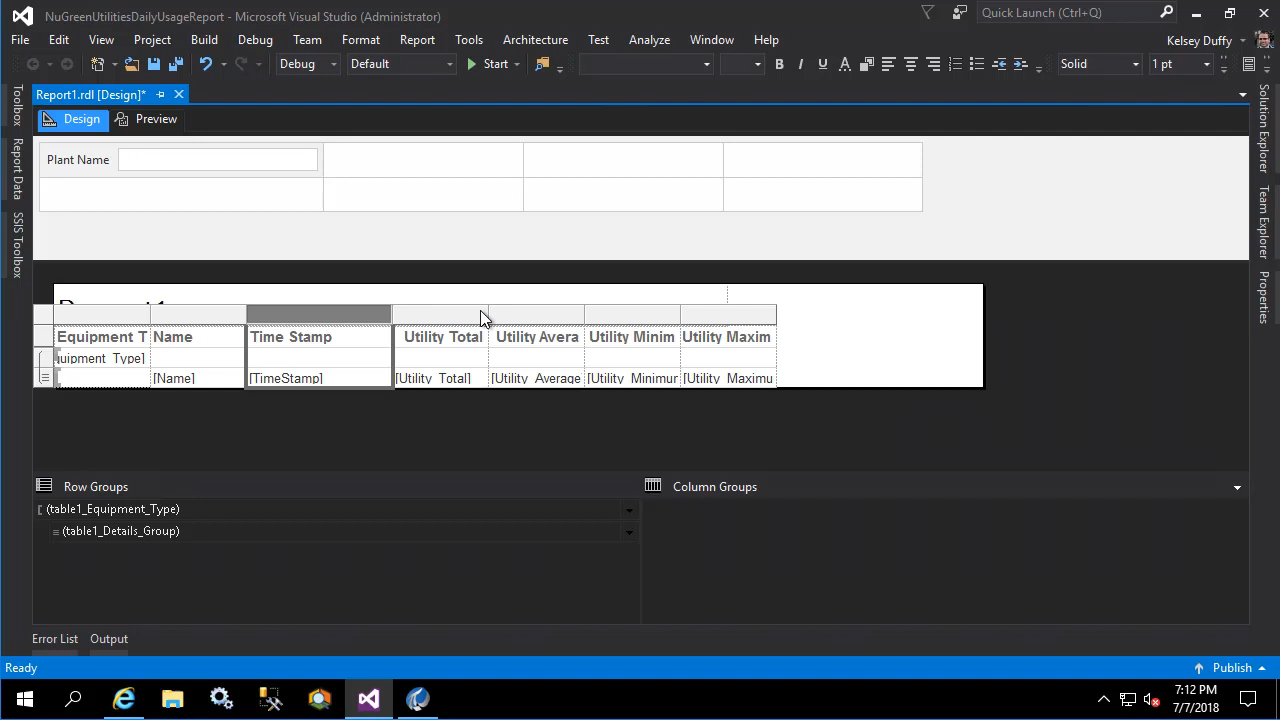 NuGreenUtilitiesDailyUsageReport - Microsoft Visual Studio (Administrator)
Quick Launch (Ctrl+Q)
File Edit View Project Build Debug Team Format Report Tools Architecture Test Analyze Window Help
Kelsey Duffy
Debug Default Start B I U A Solid 1 pt
Report1.rdl [Design]*
Design Preview
Toolbox
Report Data
SSIS Toolbox
Solution Explorer
Team Explorer
Properties
Plant Name
Equipment T Name Time Stamp Utility Total Utility Avera Utility Minim Utility Maxim
uipment_Type]
[Name] [TimeStamp] [Utility_Total] [Utility_Average [Utility_Minimur [Utility_Maximu
Row Groups
Column Groups
(table1_Equipment_Type)
(table1_Details_Group)
Error List Output
Ready
Publish
7:12 PM
7/7/2018